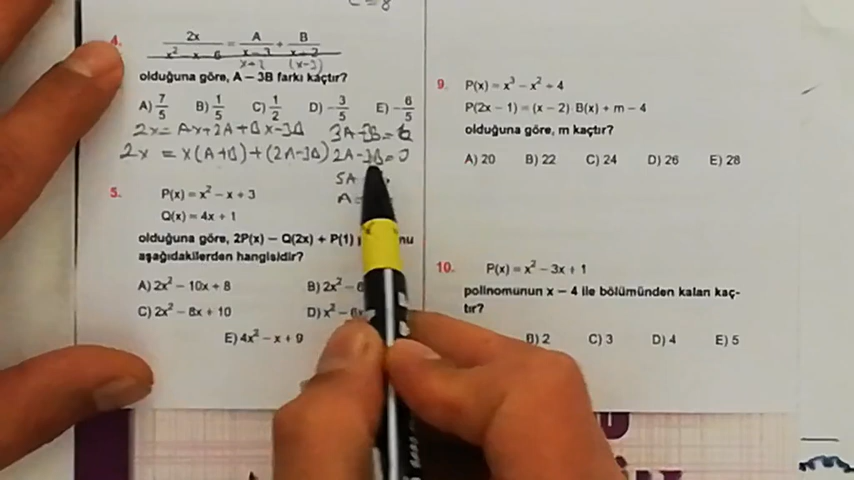 4. 2x / x² - x - 6 = A / x - 3 + B / x + 2
x+2 (x-3)
olduğuna göre, A – 3B farkı kaçtır?
A) 7/5 B) 1/5 C) 1/2 D) - 3/5 E) - 6/5
2x = Ax+2A+Bx-3B 3A+3B=6
2x = x(A+B)+(2A-3B) 2A-3B=0
5A
A=
5. P(x) = x² – x + 3
Q(x) = 4x + 1
olduğuna göre, 2P(x) – Q(2x) + P(1)
aşağıdakilerden hangisidir?
A) 2x² – 10x + 8 B) 2x² – 6
C) 2x² – 8x + 10 D) x² – 6x
E) 4x² – x + 9
9. P(x) = x³ – x² + 4
P(2x – 1) = (x – 2) · B(x) + m – 4
olduğuna göre, m kaçtır?
A) 20 B) 22 C) 24 D) 26 E) 28
10. P(x) = x² – 3x + 1
polinomunun x – 4 ile bölümünden kalan kaç-
tır?
B) 2 C) 3 D) 4 E) 5